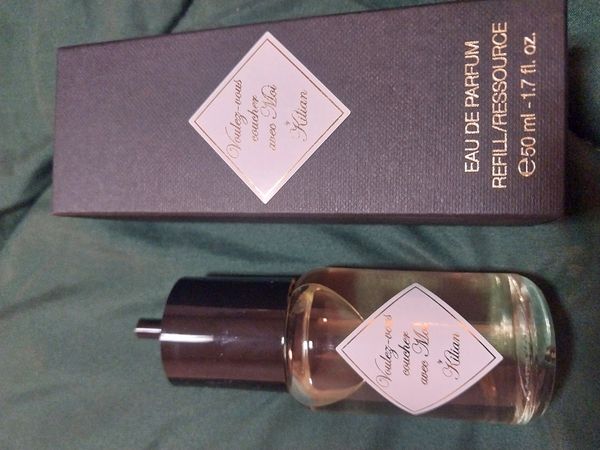 Voulez-vous
coucher
avec Moi
Kilian
EAU DE PARFUM
REFILL/RESSOURCE
℮50 ml - 1.7 fl. oz.
Voulez-vous
coucher
avec Moi
Kilian